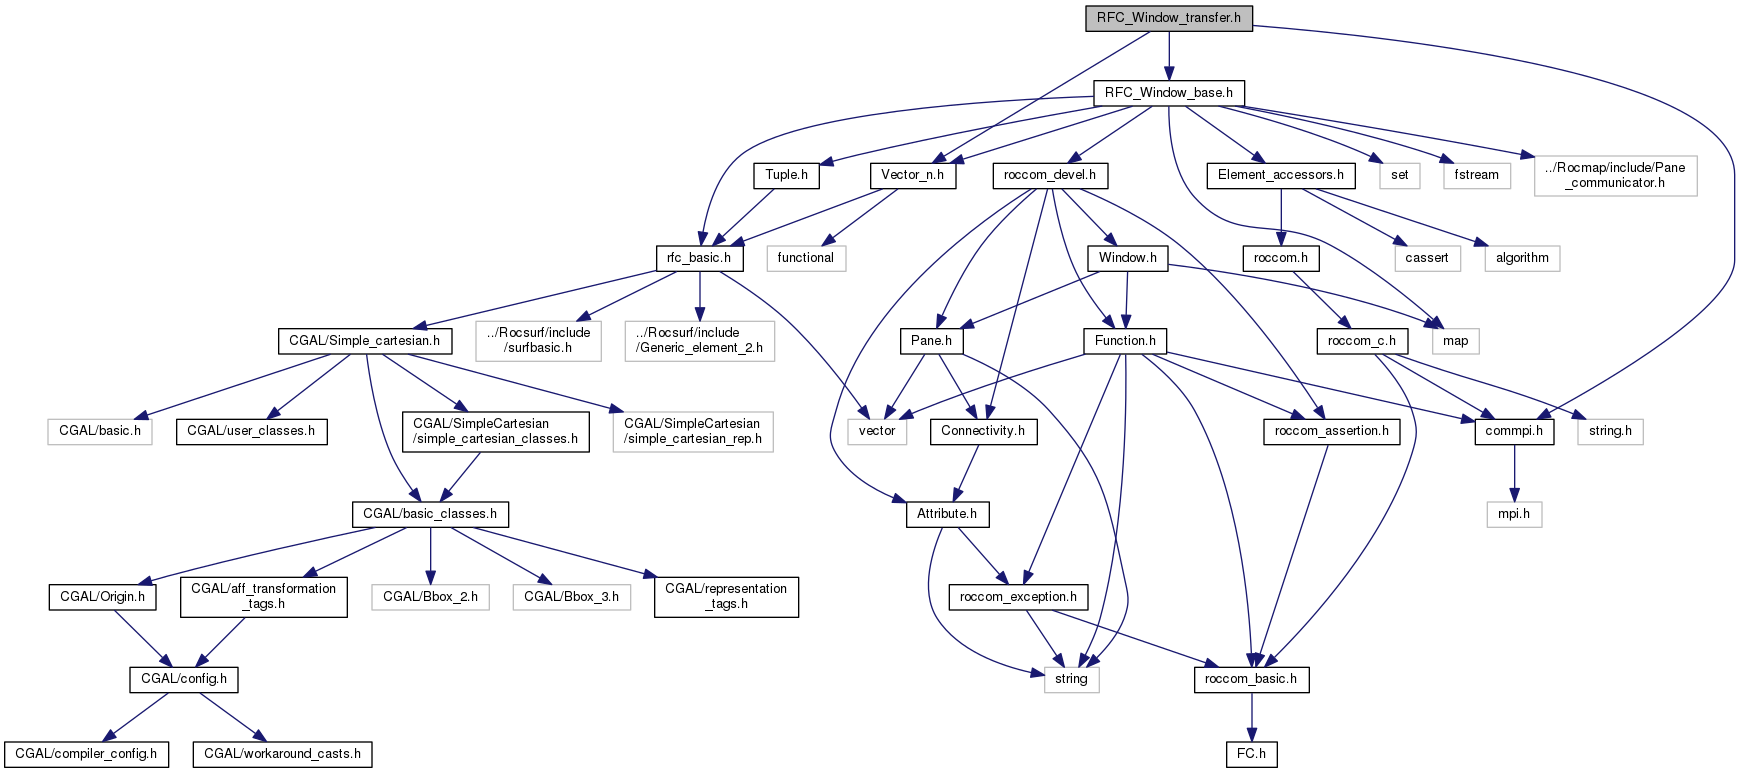 RFC_Window_transfer.h
RFC_Window_base.h
Tuple.h
Vector_n.h
roccom_devel.h
Element_accessors.h
set
fstream
../Rocmap/include/Pane
_communicator.h
rfc_basic.h
functional
Window.h
roccom.h
cassert
algorithm
CGAL/Simple_cartesian.h
../Rocsurf/include
/surfbasic.h
../Rocsurf/include
/Generic_element_2.h
Pane.h
Function.h
roccom_c.h
map
CGAL/basic.h
CGAL/user_classes.h
CGAL/SimpleCartesian
/simple_cartesian_classes.h
CGAL/SimpleCartesian
/simple_cartesian_rep.h
vector
Connectivity.h
roccom_assertion.h
commpi.h
string.h
CGAL/basic_classes.h
Attribute.h
mpi.h
CGAL/Origin.h
CGAL/aff_transformation
_tags.h
CGAL/Bbox_2.h
CGAL/Bbox_3.h
CGAL/representation
_tags.h
roccom_exception.h
CGAL/config.h
string
roccom_basic.h
CGAL/compiler_config.h
CGAL/workaround_casts.h
FC.h